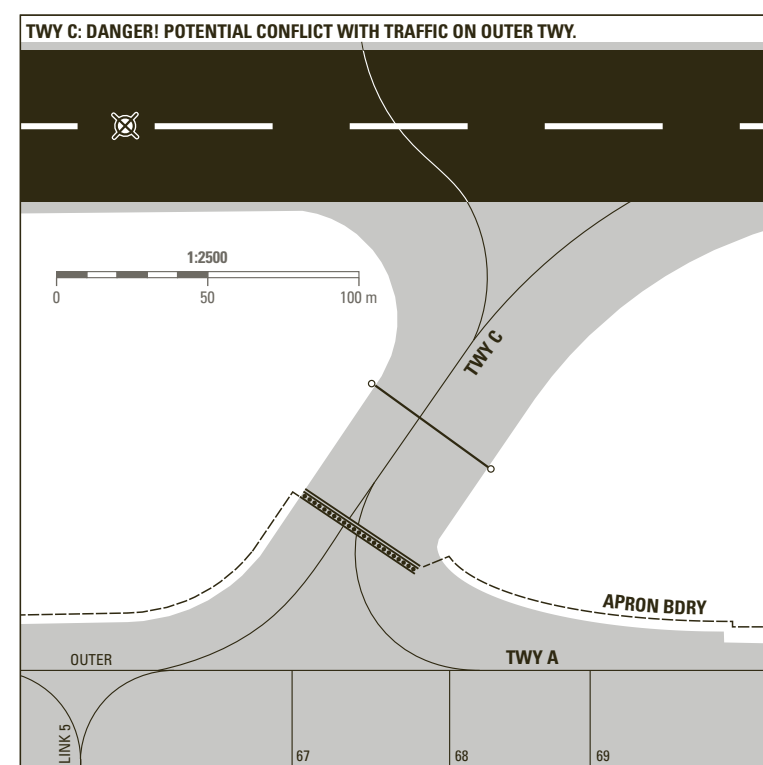 TWY C: DANGER! POTENTIAL CONFLICT WITH TRAFFIC ON OUTER TWY.
1:2500
0 50 100 m
TWY C
APRON BDRY
OUTER
TWY A
LINK 5
67 68 69